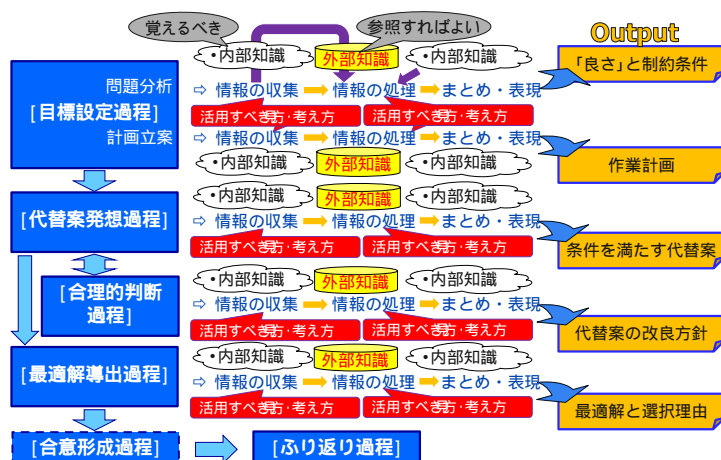 覚えるべき
参照すればよい
Output
・内部知識
外部知識
・内部知識
「良さ」と制約条件
問題分析
[目標設定過程]
計画立案
⇨ 情報の収集 ➡ 情報の処理 ➡ まとめ・表現
活用すべき見方・考え方
活用すべき見方・考え方
⇨ 情報の収集 ➡ 情報の処理 ➡ まとめ・表現
・内部知識
外部知識
・内部知識
作業計画
・内部知識
外部知識
・内部知識
[代替案発想過程]
⇨ 情報の収集 ➡ 情報の処理 ➡ まとめ・表現
活用すべき見方・考え方
活用すべき見方・考え方
条件を満たす代替案
・内部知識
外部知識
・内部知識
[合理的判断
過程]
⇨ 情報の収集 ➡ 情報の処理 ➡ まとめ・表現
活用すべき見方・考え方
活用すべき見方・考え方
代替案の改良方針
・内部知識
外部知識
・内部知識
[最適解導出過程]
⇨ 情報の収集 ➡ 情報の処理 ➡ まとめ・表現
活用すべき見方・考え方
活用すべき見方・考え方
最適解と選択理由
[合意形成過程]
[ふり返り過程]